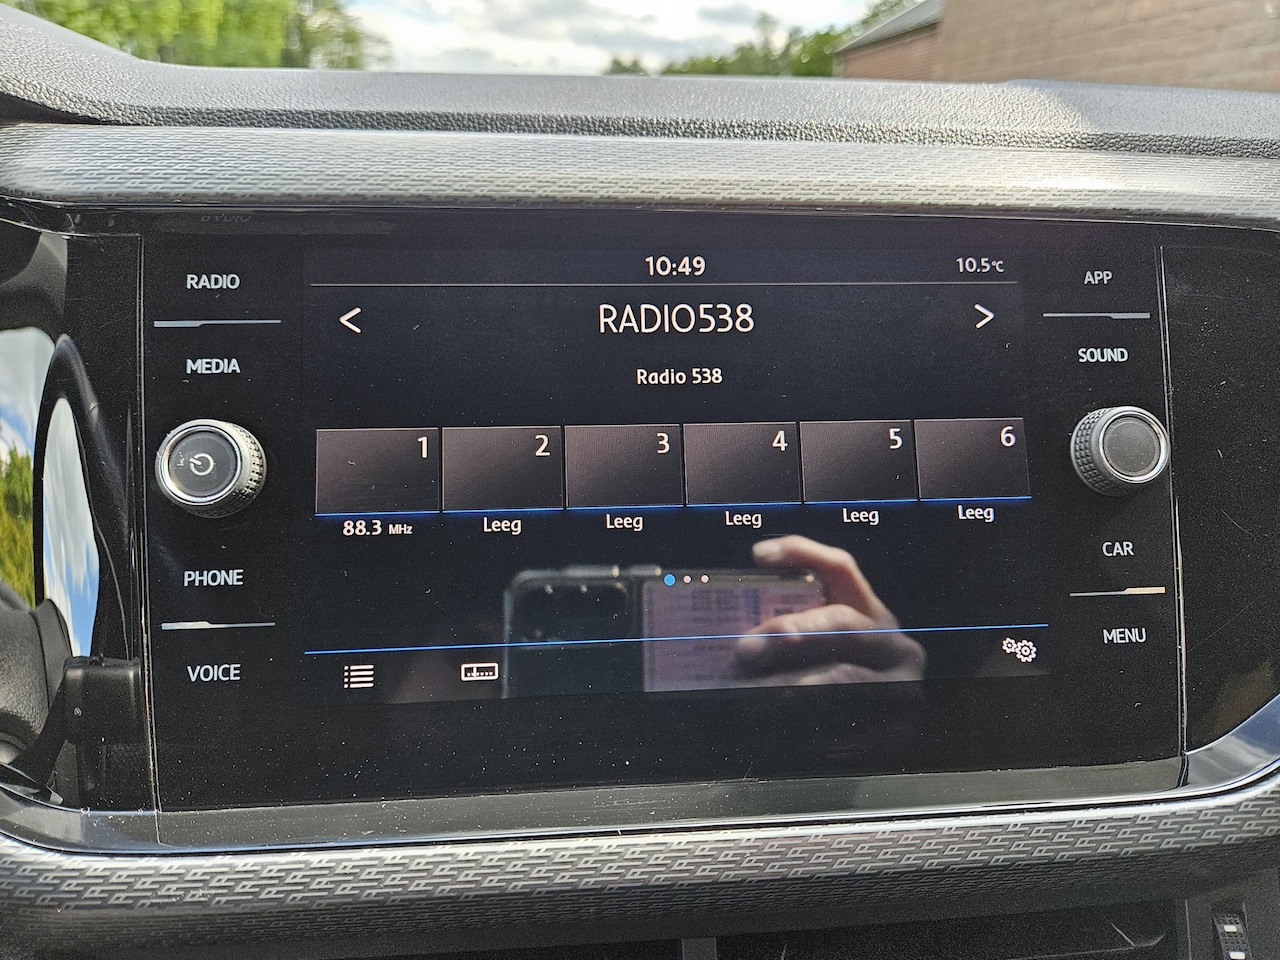 RADIO
MEDIA
PHONE
VOICE
10:49
10.5°C
RADIO538
Radio 538
1
2
3
4
5
6
88.3 MHz
Leeg
Leeg
Leeg
Leeg
Leeg
APP
SOUND
CAR
MENU